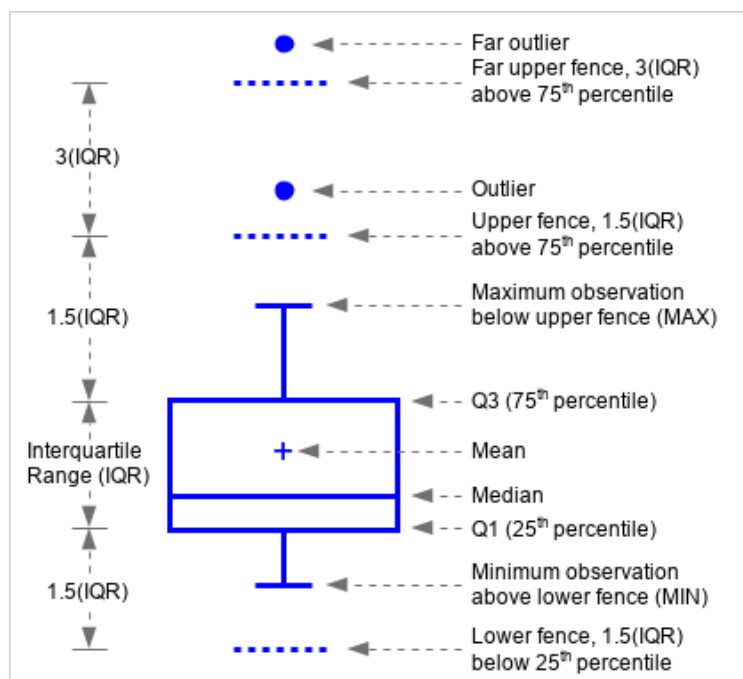 Far outlier
Far upper fence, 3(IQR)
above 75th percentile
3(IQR)
Outlier
Upper fence, 1.5(IQR)
above 75th percentile
Maximum observation
below upper fence (MAX)
1.5(IQR)
Q3 (75th percentile)
Interquartile
Range (IQR)
Mean
Median
Q1 (25th percentile)
Minimum observation
above lower fence (MIN)
1.5(IQR)
Lower fence, 1.5(IQR)
below 25th percentile